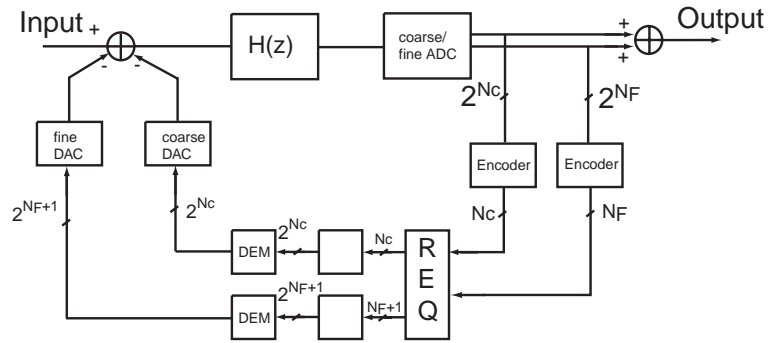 Input +
Output
H(z)
coarse/
fine ADC
+
+
-
-
2^Nc
2^NF
fine
DAC
coarse
DAC
Encoder
Encoder
2^NF+1
2^Nc
Nc
NF
2^Nc
Nc
DEM
R
E
Q
2^NF+1
NF+1
DEM